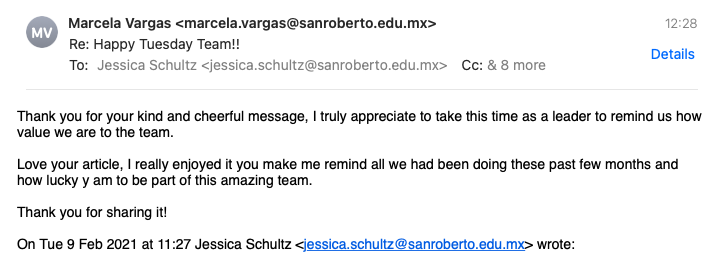 MV
Marcela Vargas <marcela.vargas@sanroberto.edu.mx>
12:28
Re: Happy Tuesday Team!!
Details
To: Jessica Schultz <jessica.schultz@sanroberto.edu.mx> Cc: & 8 more
Thank you for your kind and cheerful message, I truly appreciate to take this time as a leader to remind us how
value we are to the team.
Love your article, I really enjoyed it you make me remind all we had been doing these past few months and
how lucky y am to be part of this amazing team.
Thank you for sharing it!
On Tue 9 Feb 2021 at 11:27 Jessica Schultz <jessica.schultz@sanroberto.edu.mx> wrote: